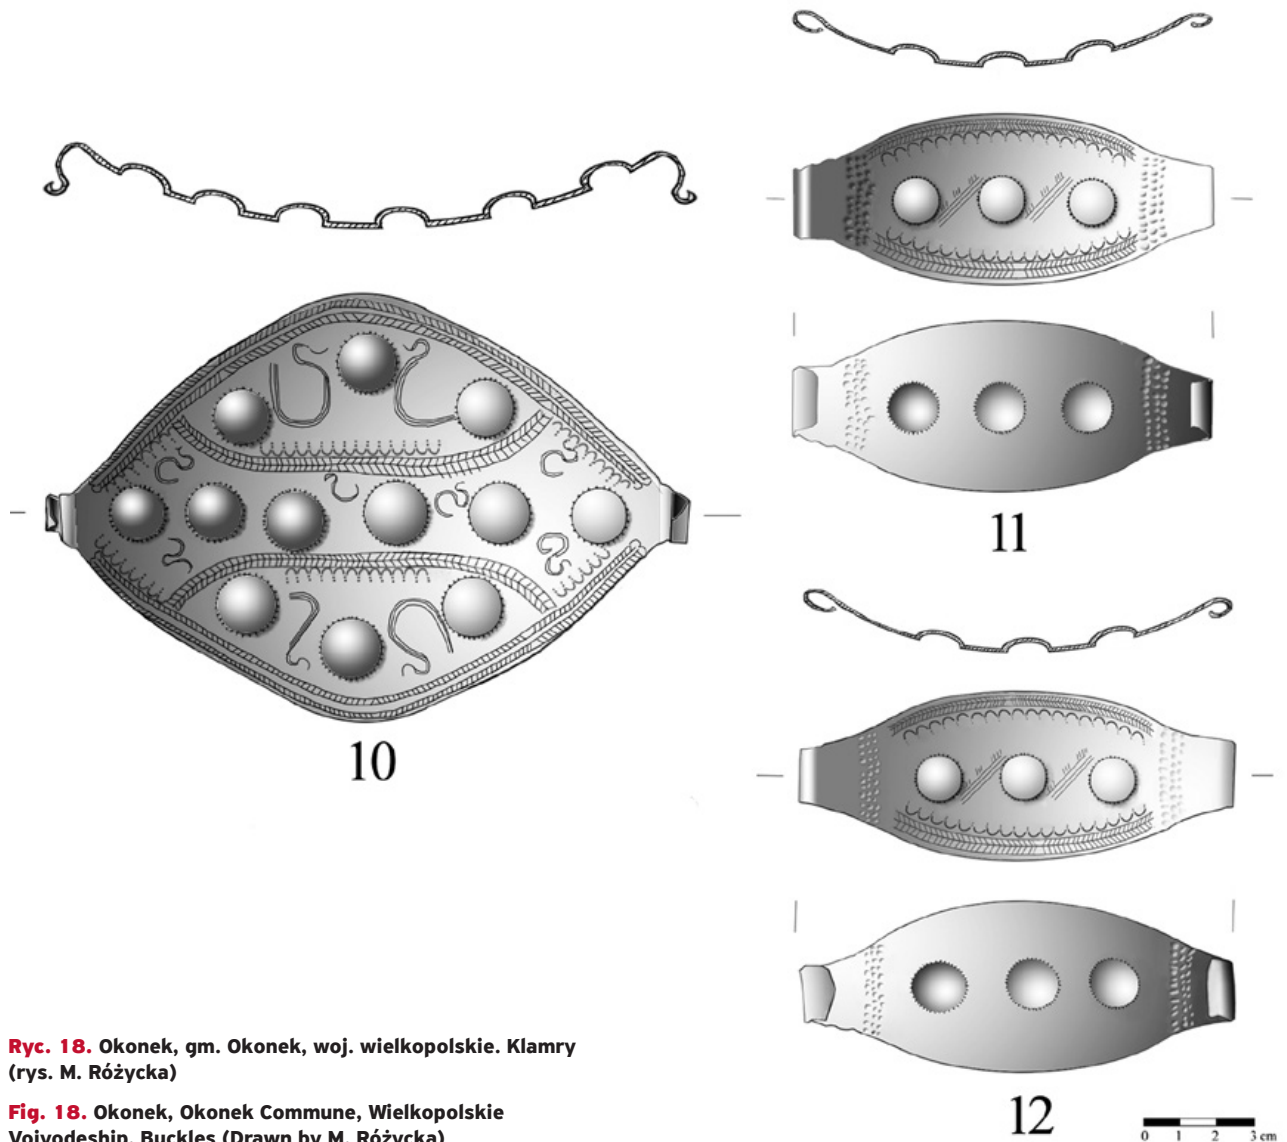 10
11
12
0 1 2 3 cm
Ryc. 18. Okonek, gm. Okonek, woj. wielkopolskie. Klamry
(rys. M. Różycka)
Fig. 18. Okonek, Okonek Commune, Wielkopolskie
Voivodeship. Buckles (Drawn by M. Różycka)